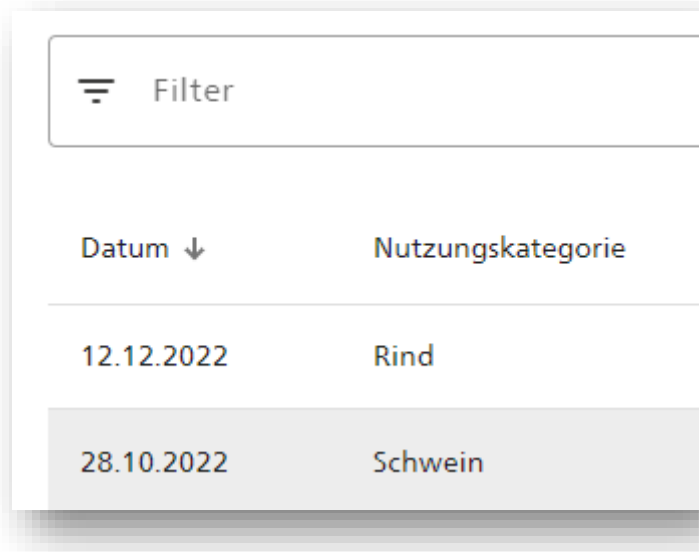 Filter
Datum ↓ Nutzungskategorie
12.12.2022 Rind
28.10.2022 Schwein